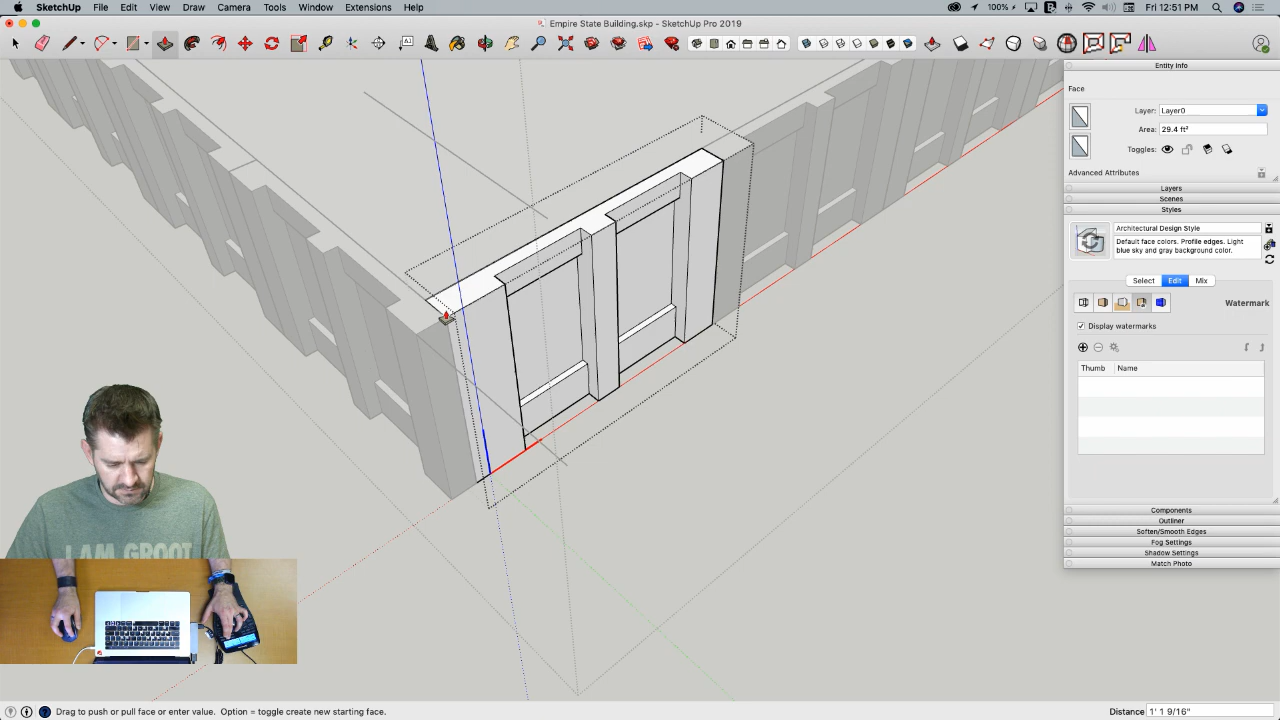 SketchUp File Edit View Draw Camera Tools Window Extensions Help
100% Fri 12:51 PM
Empire State Building.skp - SketchUp Pro 2019
Entity Info
Face
Layer: Layer0
Area: 29.4 ft²
Toggles:
Advanced Attributes
Layers
Scenes
Styles
Architectural Design Style
Default face colors. Profile edges. Light blue sky and gray background color.
Select Edit Mix
Watermark
Display watermarks
Thumb Name
Components
Outliner
Soften/Smooth Edges
Fog Settings
Shadow Settings
Match Photo
I AM GROOT
Drag to push or pull face or enter value. Option = toggle create new starting face.
Distance 1' 1 9/16"